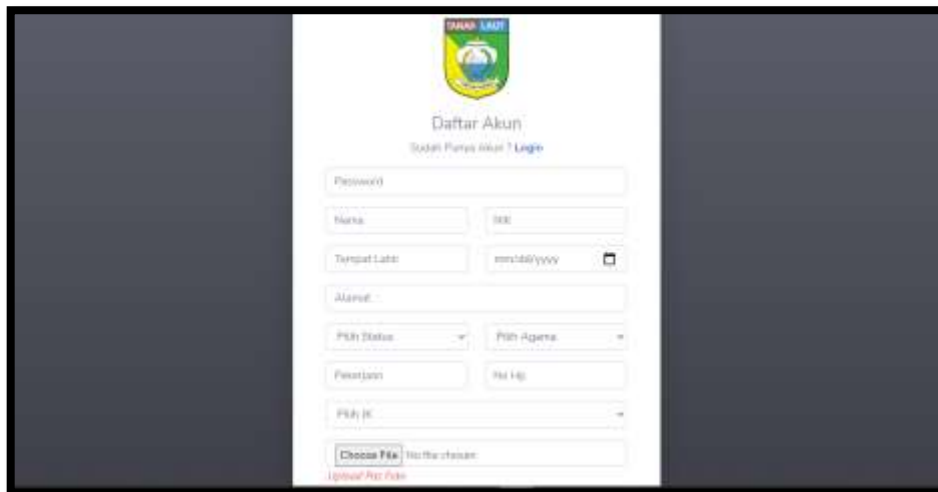 TANAH LAUT
Daftar Akun
Sudah Punya Akun ? Login
Password
Nama NIK
Tempat Lahir mm/dd/yyyy
Alamat
Pilih Status Pilih Agama
Pekerjaan No Hp
Pilih JK
Choose File No file chosen
Upload Pas Foto